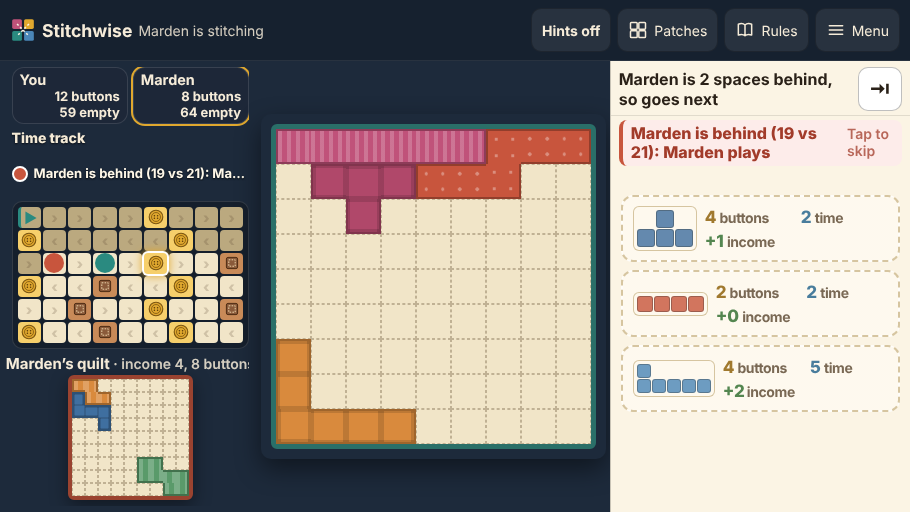 Stitchwise Marden is stitching
Hints off
Patches
Rules
Menu
You
12 buttons
59 empty
Marden
8 buttons
64 empty
Time track
Marden is behind (19 vs 21): Ma...
Marden's quilt · income 4, 8 button
Marden is 2 spaces behind,
so goes next
Marden is behind (19 vs
21): Marden plays
Tap to
skip
4 buttons 2 time
+1 income
2 buttons 2 time
+0 income
4 buttons 5 time
+2 income